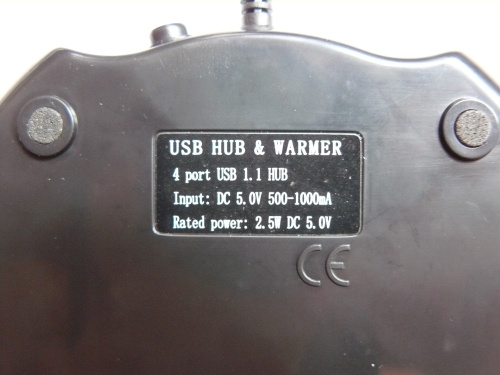 USB HUB & WARMER
4 port USB 1.1 HUB
Input: DC 5.0V 500-1000mA
Rated power: 2.5W DC 5.0V
CE